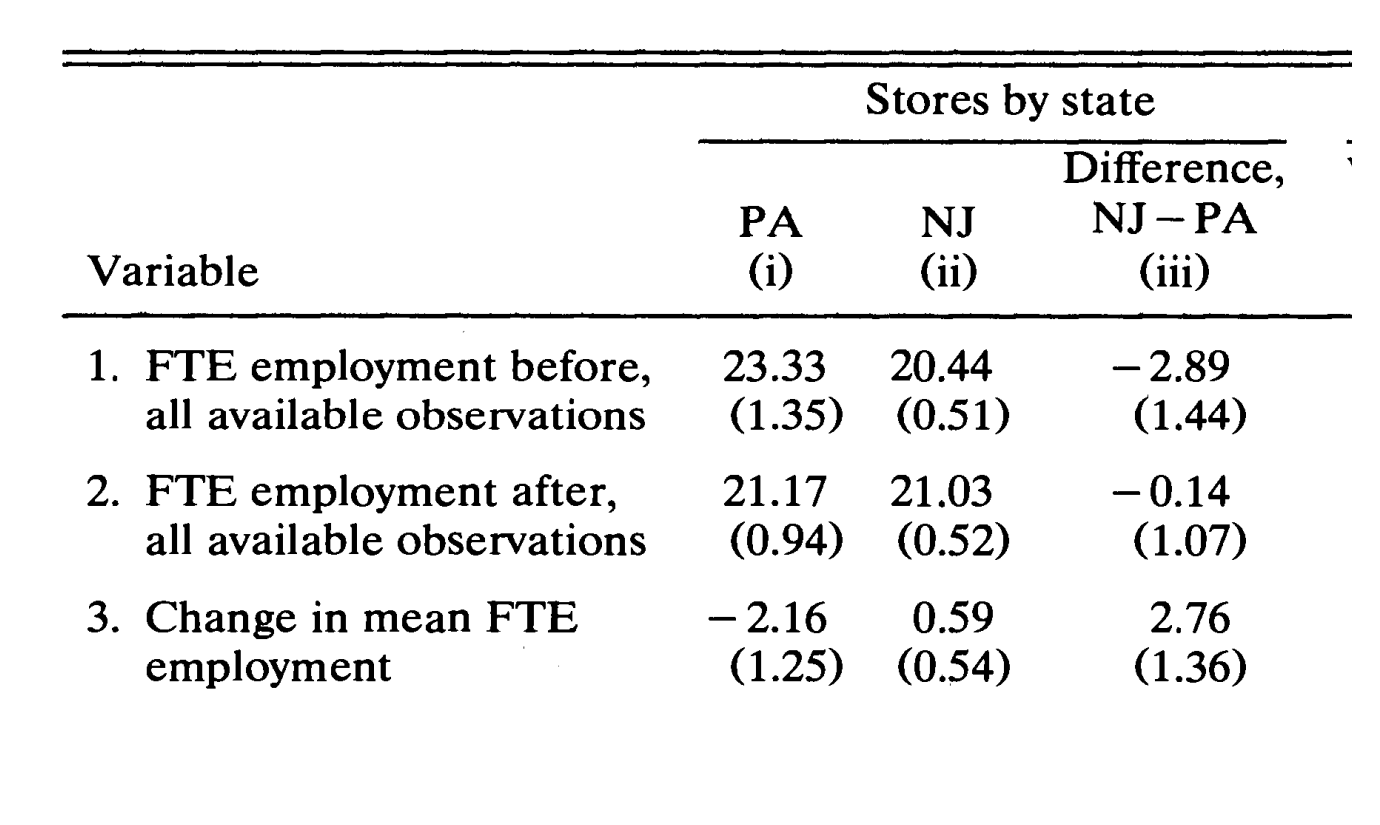 Stores by state
Difference,
PA NJ NJ − PA
Variable (i) (ii) (iii)
1. FTE employment before, 23.33 20.44 −2.89
all available observations (1.35) (0.51) (1.44)
2. FTE employment after, 21.17 21.03 −0.14
all available observations (0.94) (0.52) (1.07)
3. Change in mean FTE −2.16 0.59 2.76
employment (1.25) (0.54) (1.36)